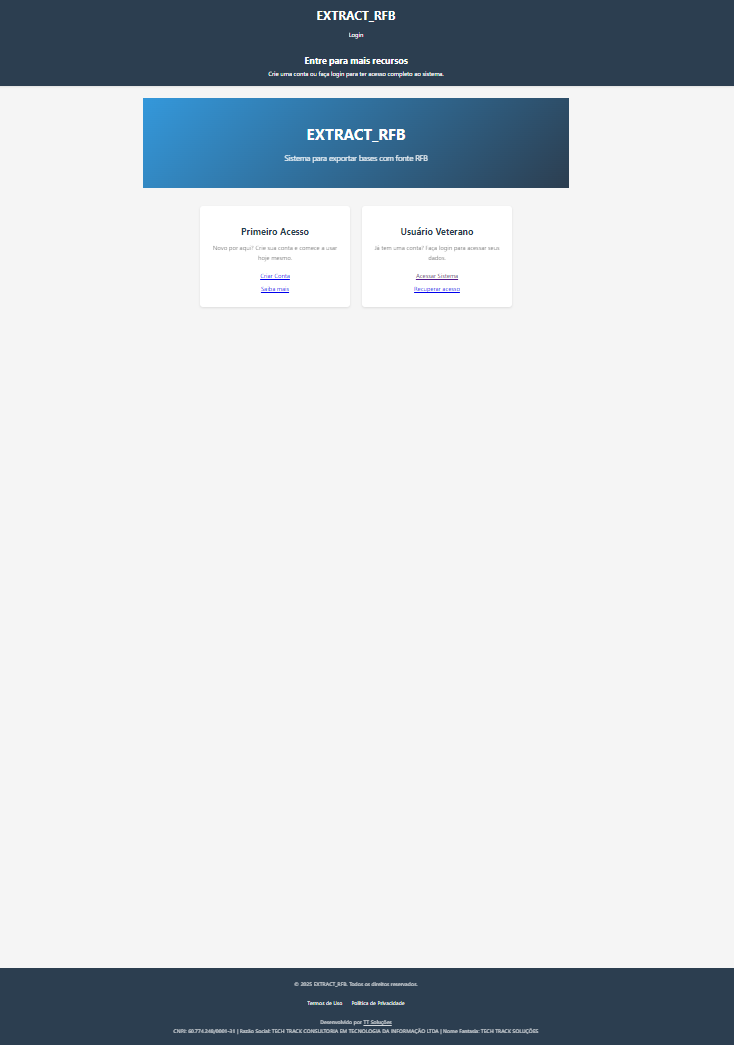 EXTRACT_RFB
Login
Entre para mais recursos
Crie uma conta ou faça login para ter acesso completo ao sistema.
EXTRACT_RFB
Sistema para exportar bases com fonte RFB
Primeiro Acesso
Novo por aqui? Crie sua conta e comece a usar
hoje mesmo.
Criar Conta
Saiba mais
Usuário Veterano
Já tem uma conta? Faça login para acessar seus
dados.
Acessar Sistema
Recuperar acesso
© 2025 EXTRACT_RFB. Todos os direitos reservados.
Termos de Uso Política de Privacidade
Desenvolvido por TT Soluções
CNPJ: 60.774.248/0001-31 | Razão Social: TECH TRACK CONSULTORIA EM TECNOLOGIA DA INFORMAÇÃO LTDA | Nome Fantasia: TECH TRACK SOLUÇÕES